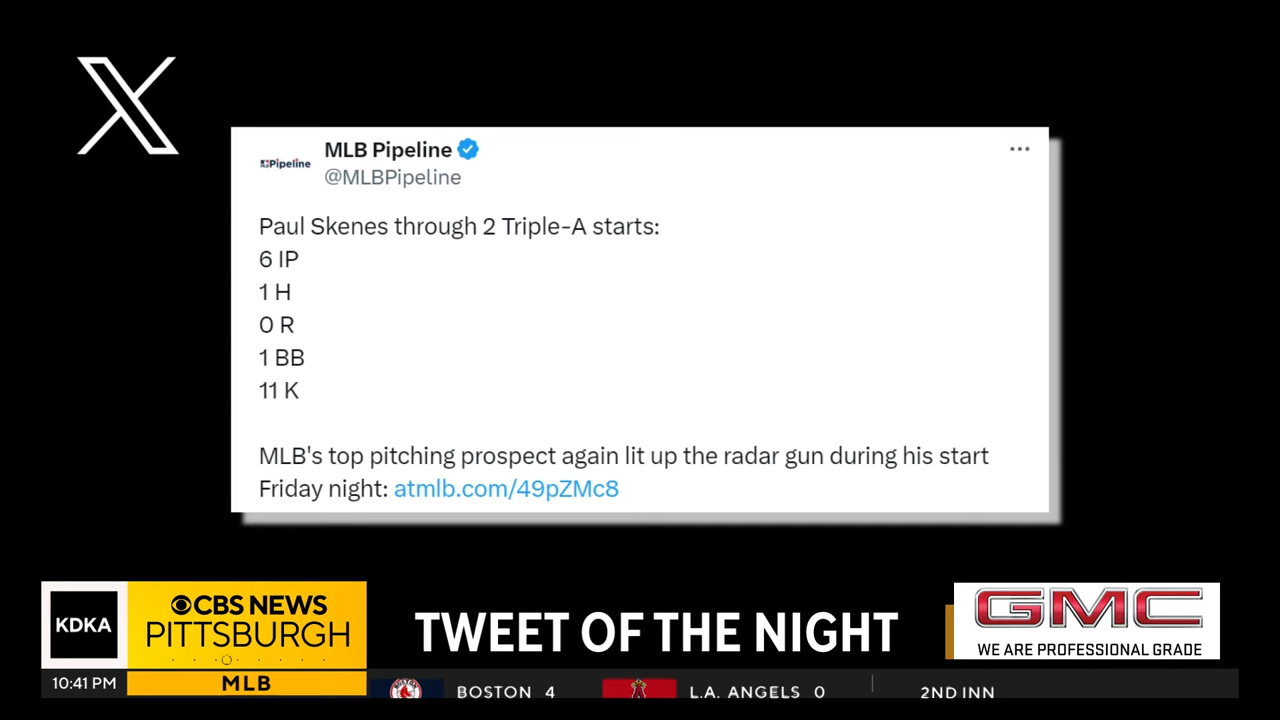 X
Pipeline
MLB Pipeline
@MLBPipeline
Paul Skenes through 2 Triple-A starts:
6 IP
1 H
0 R
1 BB
11 K
MLB's top pitching prospect again lit up the radar gun during his start
Friday night: atmlb.com/49pZMc8
KDKA
CBS NEWS
PITTSBURGH
TWEET OF THE NIGHT
GMC
WE ARE PROFESSIONAL GRADE
10:41 PM
MLB
BOSTON 4
L.A. ANGELS 0
2ND INN